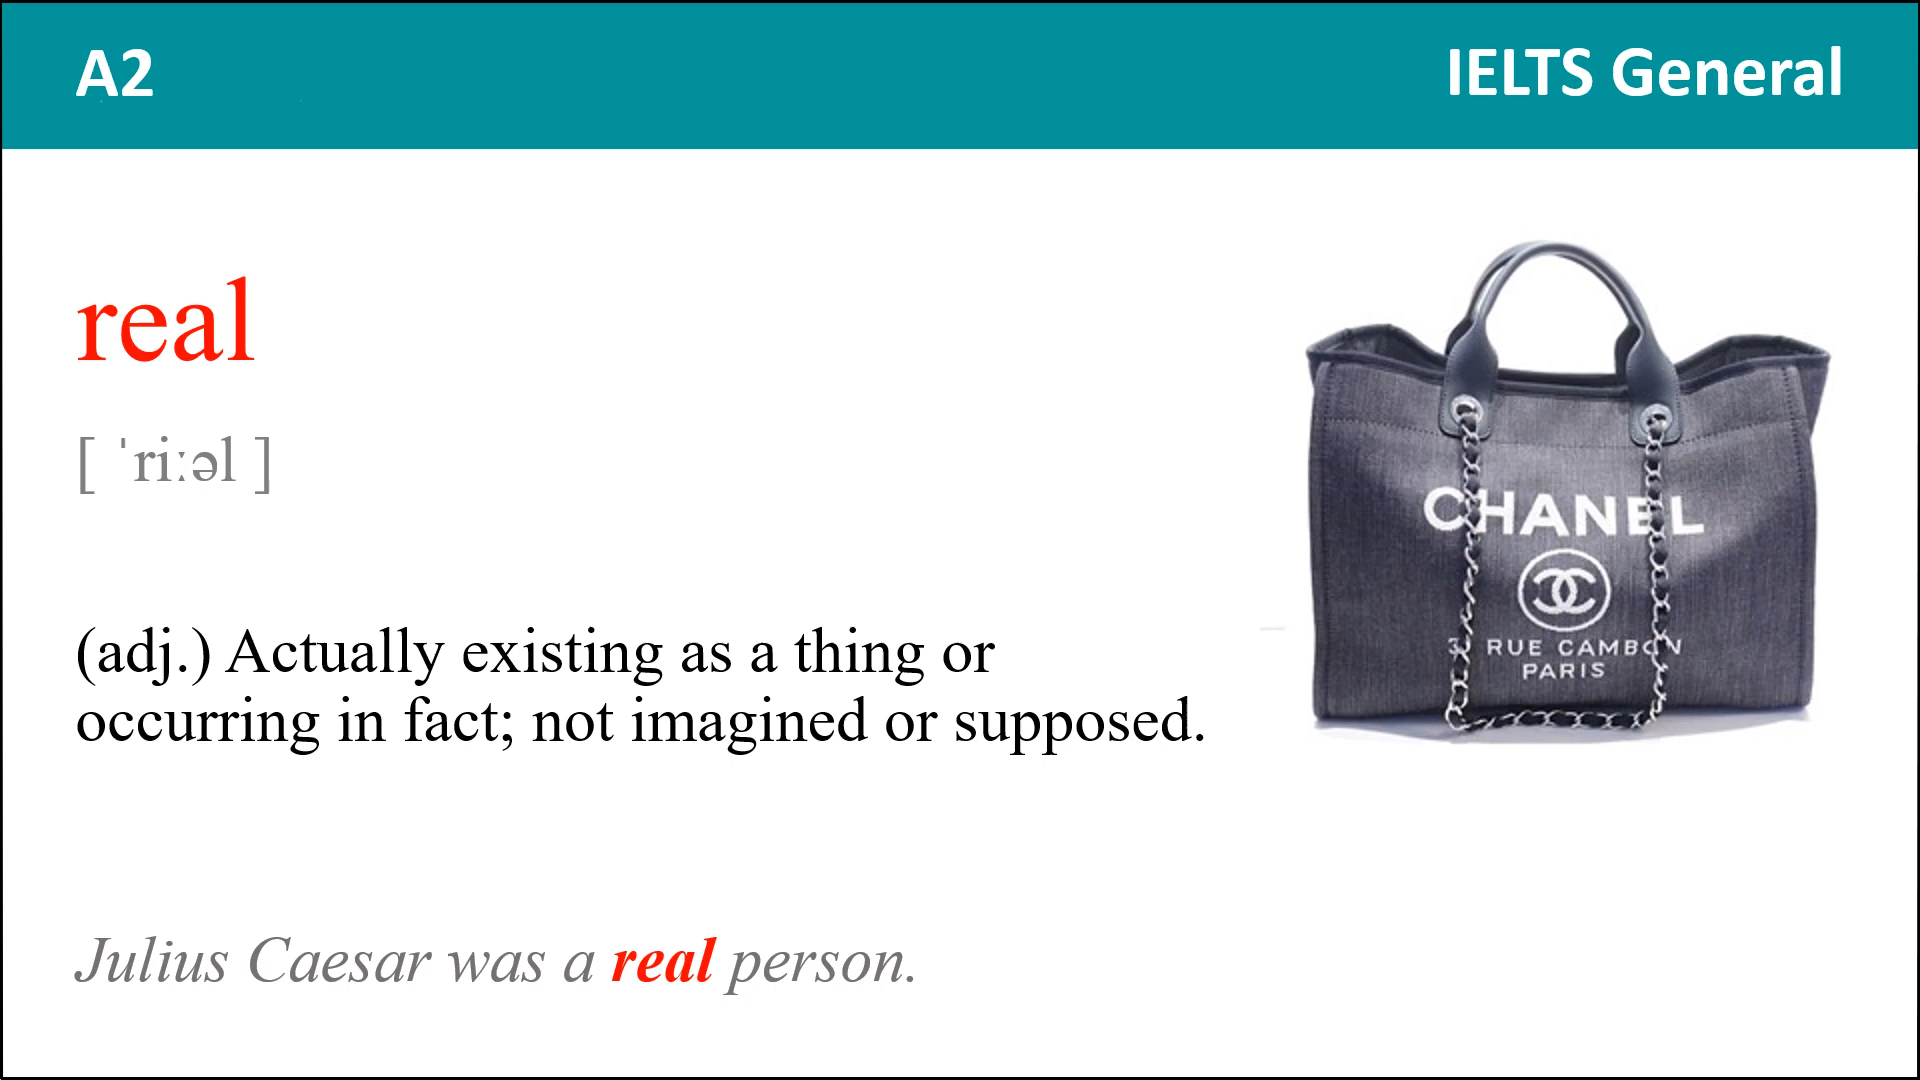 A2
IELTS General
real
[ ˈriːəl ]
(adj.) Actually existing as a thing or
occurring in fact; not imagined or supposed.
CHANEL
RUE CAMBON
PARIS
Julius Caesar was a real person.